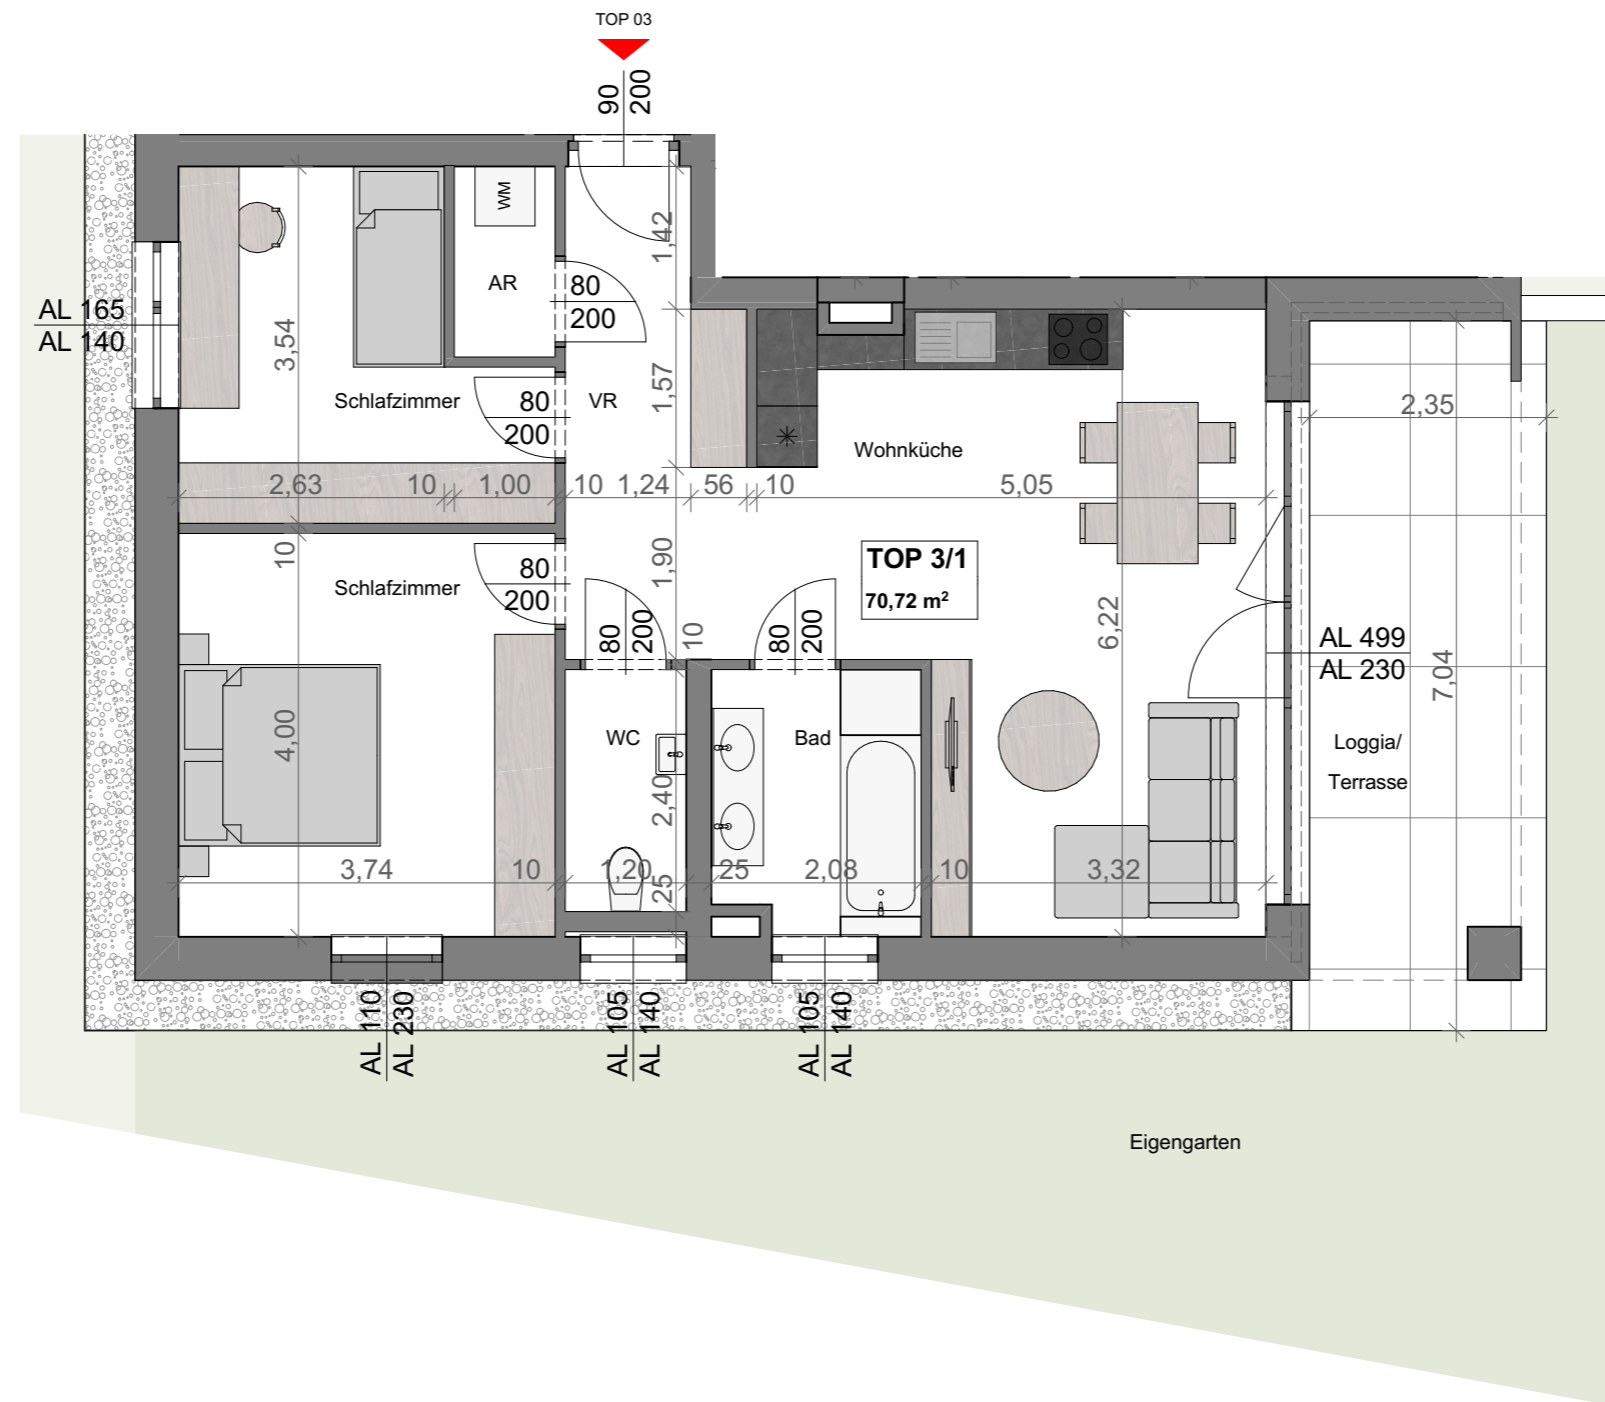 TOP 03
90
200
WM
AR
80
200
1,42
AL 165
AL 140
3,54
Schlafzimmer
80
200
VR
1,57
Wohnküche
2,35
2,63
10
1,00
10
1,24
56
10
5,05
10
Schlafzimmer
80
200
1,90
TOP 3/1
70,72 m²
80
200
10
80
200
6,22
AL 499
AL 230
7,04
4,00
WC
Bad
Loggia/
Terrasse
2,40
3,74
10
1,20
25
25
2,08
10
3,32
AL 110
AL 230
AL 105
AL 140
AL 105
AL 140
Eigengarten